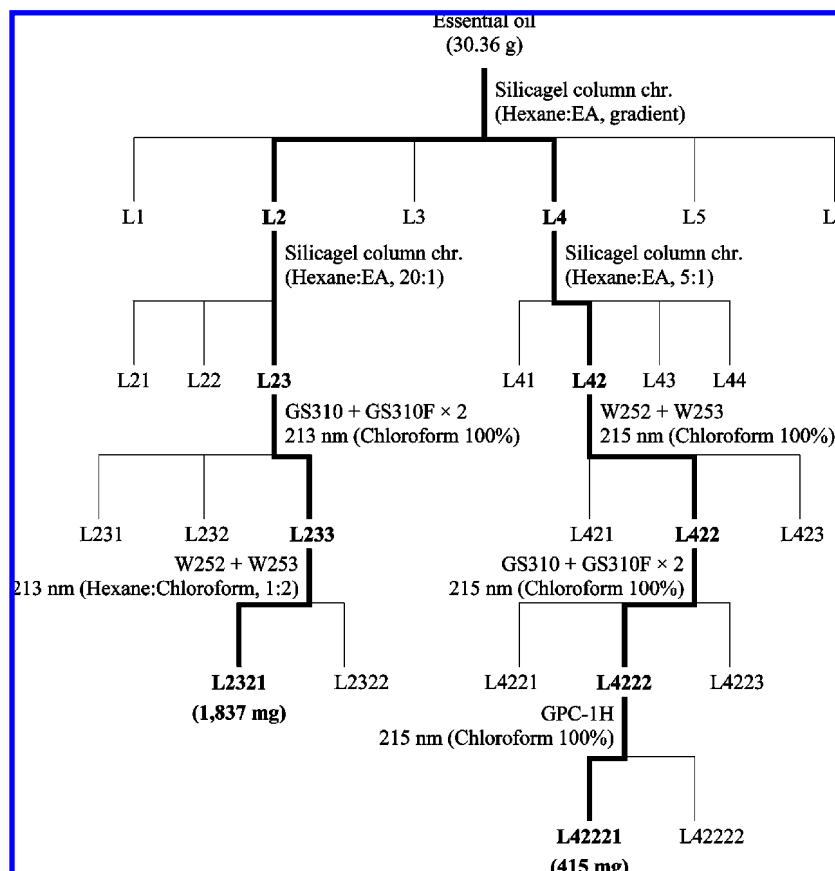 Essential oil
(30.36 g)
Silicagel column chr.
(Hexane:EA, gradient)
L1 L2 L3 L4 L5 L
Silicagel column chr.
(Hexane:EA, 20:1)
Silicagel column chr.
(Hexane:EA, 5:1)
L21 L22 L23 L41 L42 L43 L44
GS310 + GS310F × 2
213 nm (Chloroform 100%)
W252 + W253
215 nm (Chloroform 100%)
L231 L232 L233 L421 L422 L423
W252 + W253
213 nm (Hexane:Chloroform, 1:2)
GS310 + GS310F × 2
215 nm (Chloroform 100%)
L2321 L2322 L4221 L4222 L4223
(1,837 mg)
GPC-1H
215 nm (Chloroform 100%)
L42221 L42222
(415 mg)